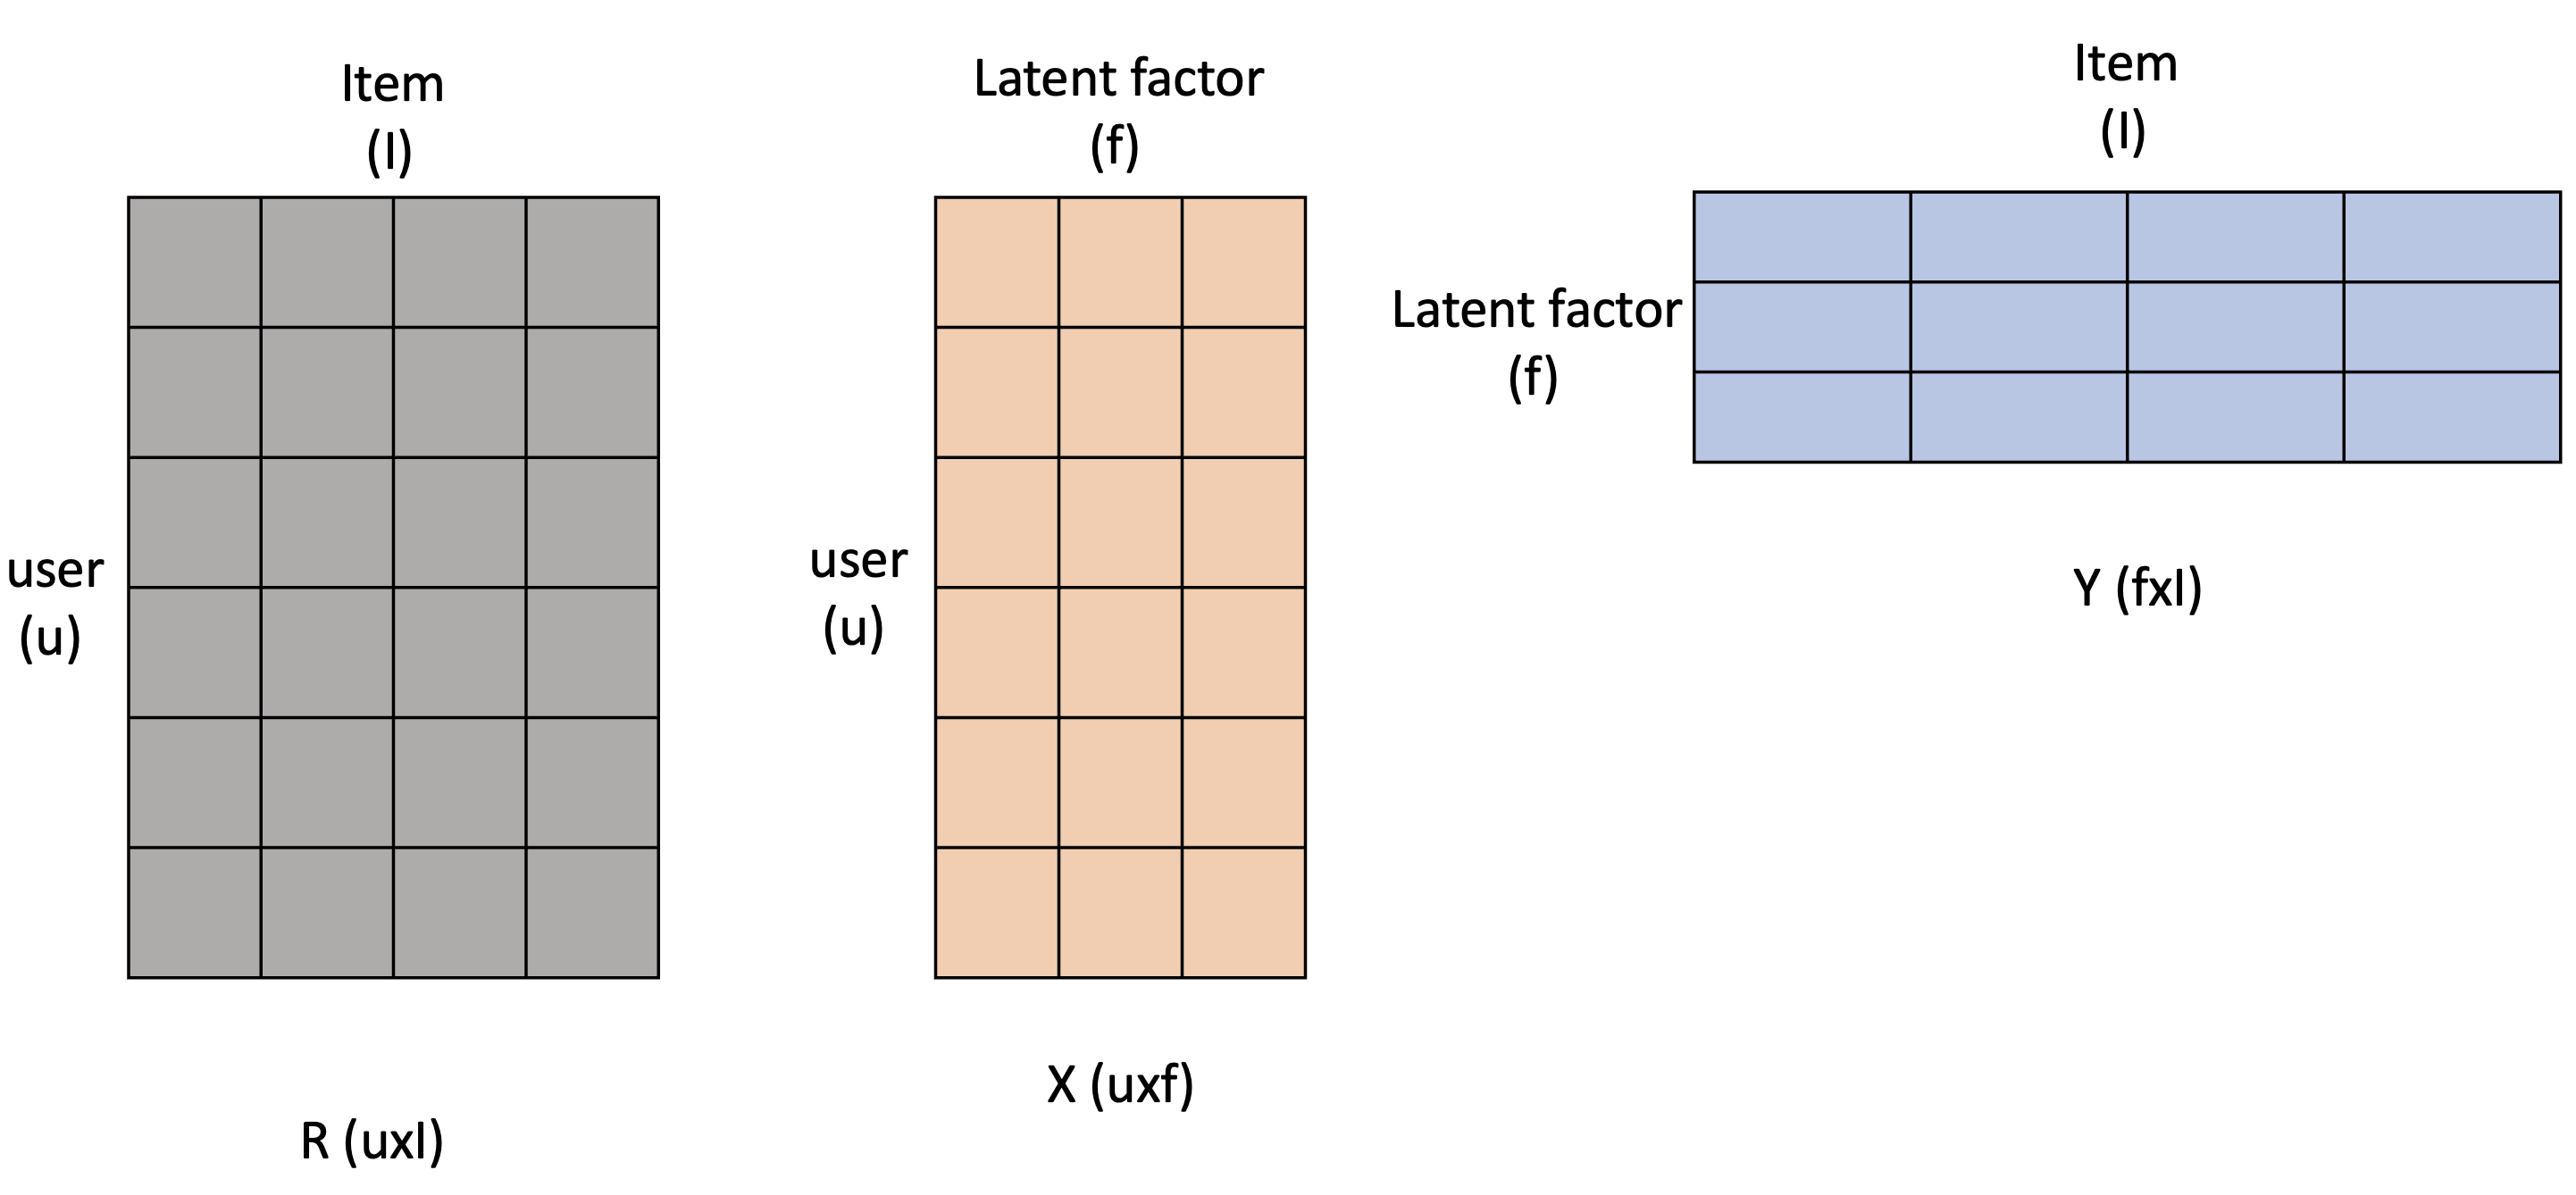 Item
(I)
user
(u)
R (uxI)
Latent factor
(f)
user
(u)
X (uxf)
Item
(I)
Latent factor
(f)
Y (fxI)